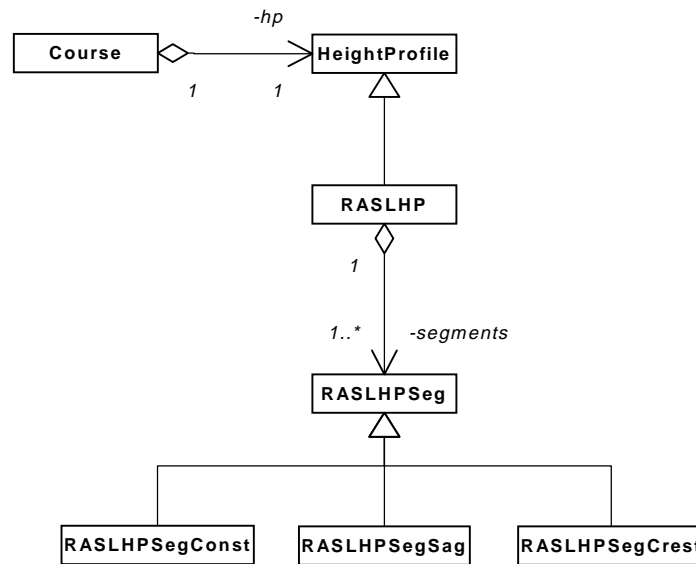 -hp
Course
HeightProfile
1
1
RASLHP
1
1..*
-segments
RASLHPSeg
RASLHPSegConst
RASLHPSegSag
RASLHPSegCrest